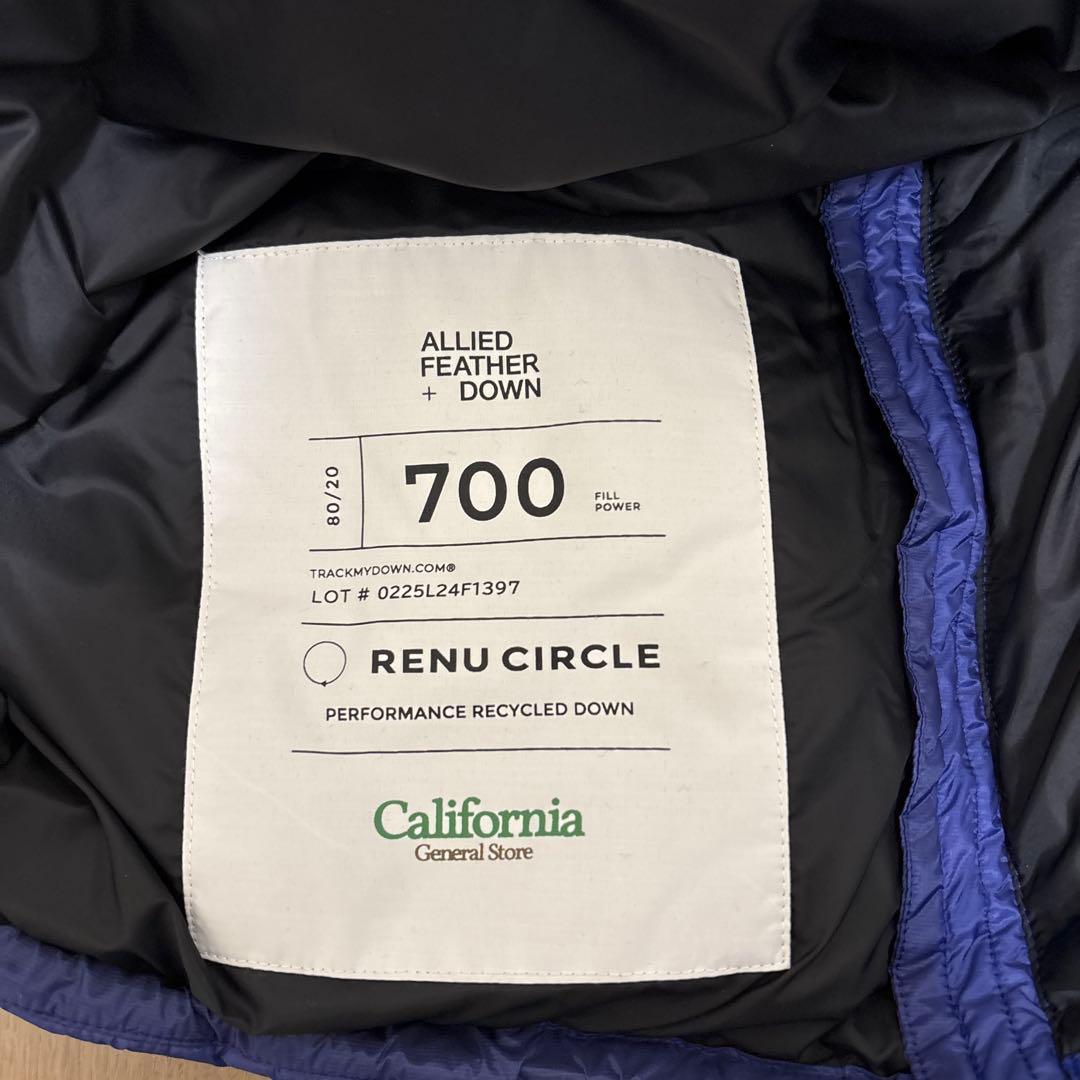 ALLIED
FEATHER
+ DOWN
80/20
700
FILL
POWER
TRACKMYDOWN.COM®
LOT # 0225L24F1397
RENU CIRCLE
PERFORMANCE RECYCLED DOWN
California
General Store